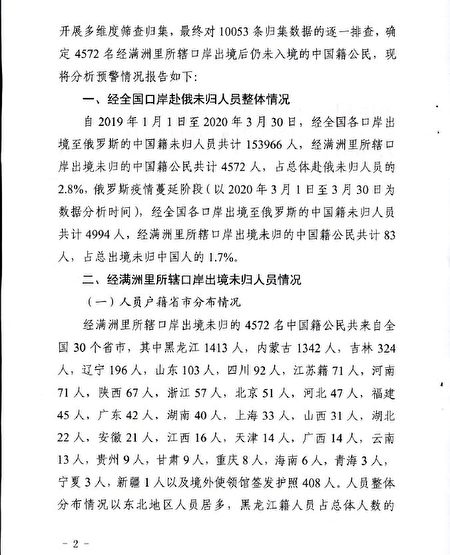 开展多维度筛查归集，最终对 10053 条归集数据的逐一排查，确
定 4572 名经满洲里所辖口岸出境后仍未入境的中国籍公民，现
将分析预警情况报告如下：
一、经全国口岸赴俄未归人员整体情况
自 2019 年 1 月 1 日至 2020 年 3 月 30 日，经全国各口岸出
境至俄罗斯的中国籍未归人员共计 153966 人，经满洲里所辖口
岸出境未归的中国籍公民共计 4572 人，占总体赴俄未归人员的
2.8%，俄罗斯疫情蔓延阶段（以 2020 年 3 月 1 日至 3 月 30 日为
数据分析时间），经全国各口岸出境至俄罗斯的中国籍未归人员
共计 4994 人，经满洲里所辖口岸出境未归的中国籍公民共计 83
人，占总出境未归中国人的 1.7%。
二、经满洲里所辖口岸出境未归人员情况
（一）人员户籍省市分布情况
经满洲里所辖口岸出境未归的 4572 名中国籍公民共来自全
国 30 个省市，其中黑龙江 1413 人，内蒙古 1342 人，吉林 324
人，辽宁 196 人，山东 103 人，四川 92 人，江苏籍 71 人，河南
71 人，陕西 67 人，浙江 57 人，北京 51 人，河北 47 人，福建
45 人，广东 42 人，湖南 40 人，上海 33 人，山西 31 人，湖北
22 人，安徽 21 人，江西 16 人，天津 14 人，广西 14 人，云南
13 人，贵州 9 人，甘肃 9 人，重庆 8 人，海南 6 人，青海 3 人，
宁夏 3 人，新疆 1 人以及境外使领馆签发护照 408 人。人员整体
分布情况以东北地区人员居多，黑龙江籍人员占总体人数的
- 2 -